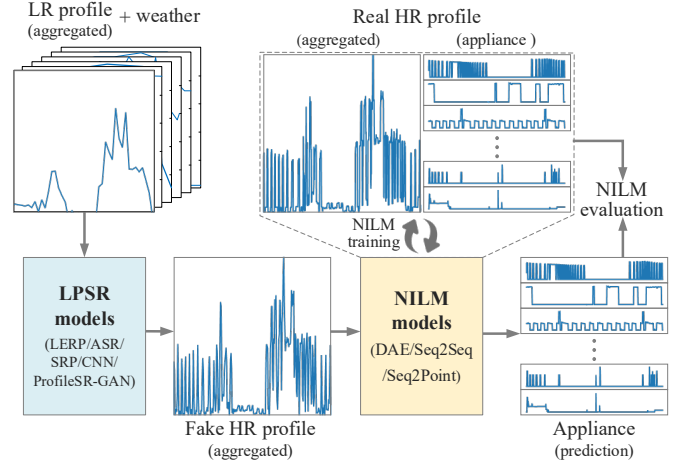 LR profile + weather
(aggregated)
Real HR profile
(aggregated) (appliance )
NILM
training
NILM
evaluation
LPSR
models
(LERP/ASR/
SRP/CNN/
ProfileSR-GAN)
NILM
models
(DAE/Seq2Seq
/Seq2Point)
Fake HR profile
(aggregated)
Appliance
(prediction)